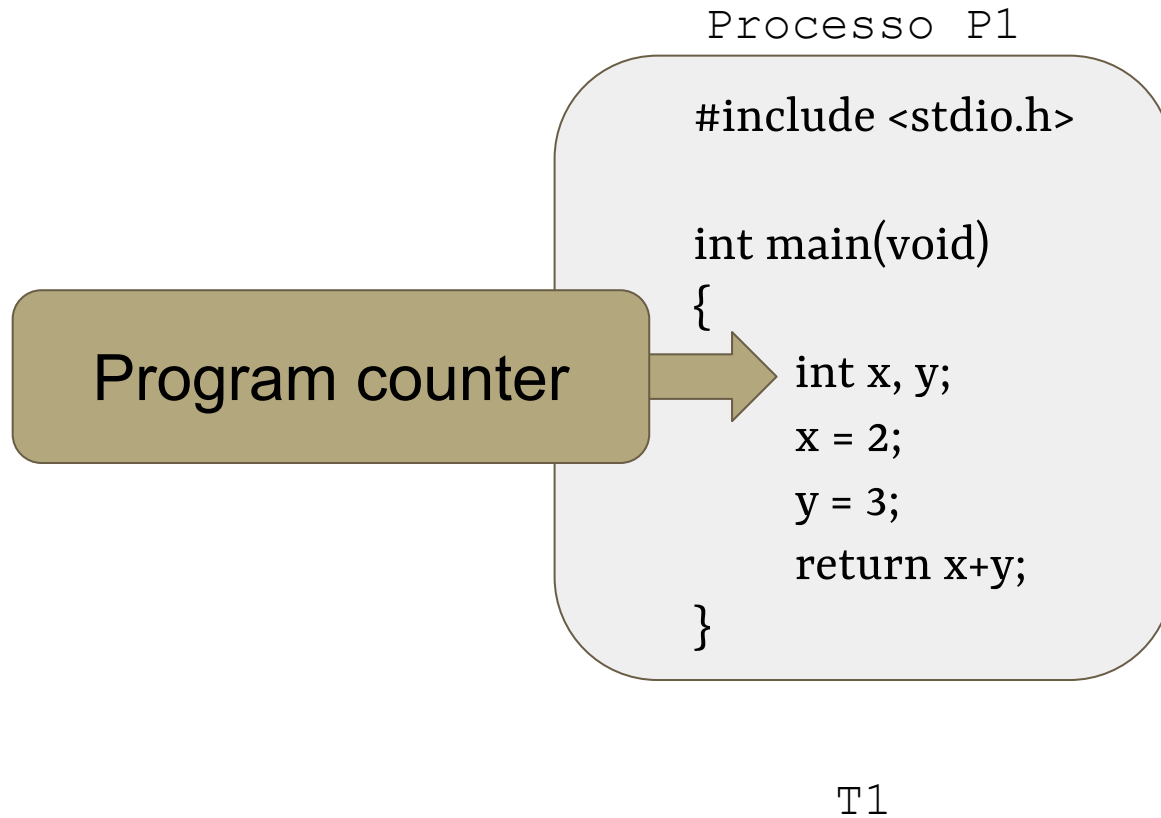 Processo P1
#include <stdio.h>
int main(void)
{
Program counter
int x, y;
x = 2;
y = 3;
return x+y;
}
T1